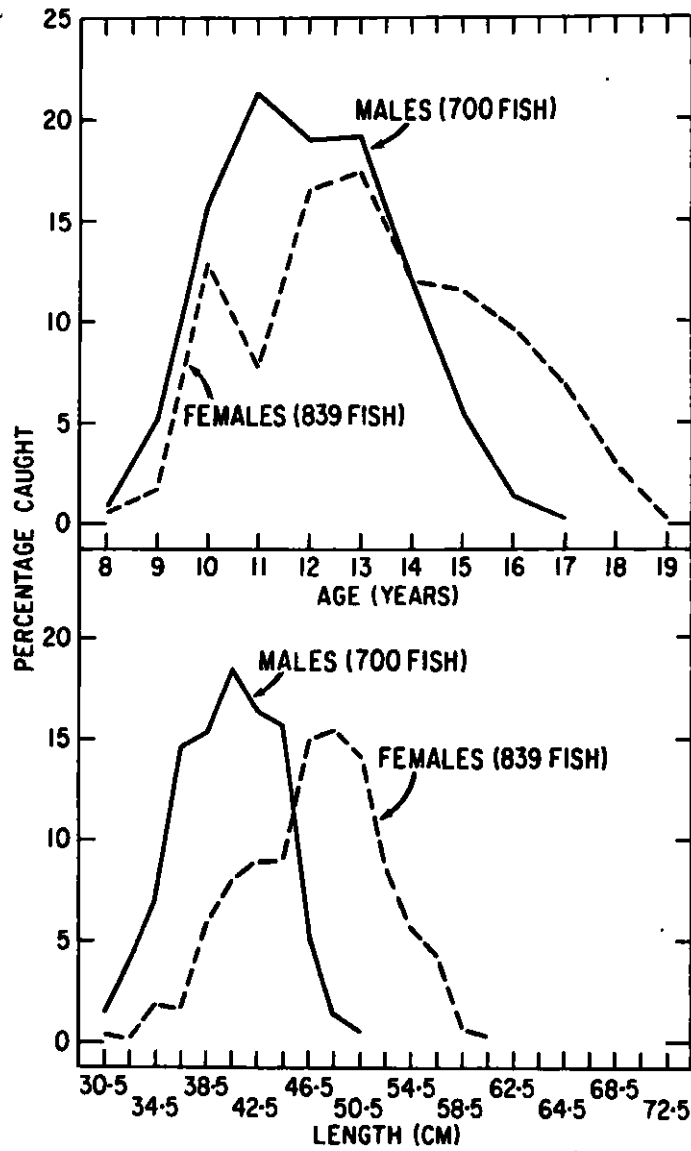 25
20
15
10
5
0
MALES (700 FISH)
FEMALES (839 FISH)
8 9 10 11 12 13 14 15 16 17 18 19
AGE (YEARS)
PERCENTAGE CAUGHT
20
15
10
5
0
MALES (700 FISH)
FEMALES (839 FISH)
30·5 38·5 46·5 54·5 62·5 68·5
34·5 42·5 50·5 58·5 64·5 72·5
LENGTH (CM)